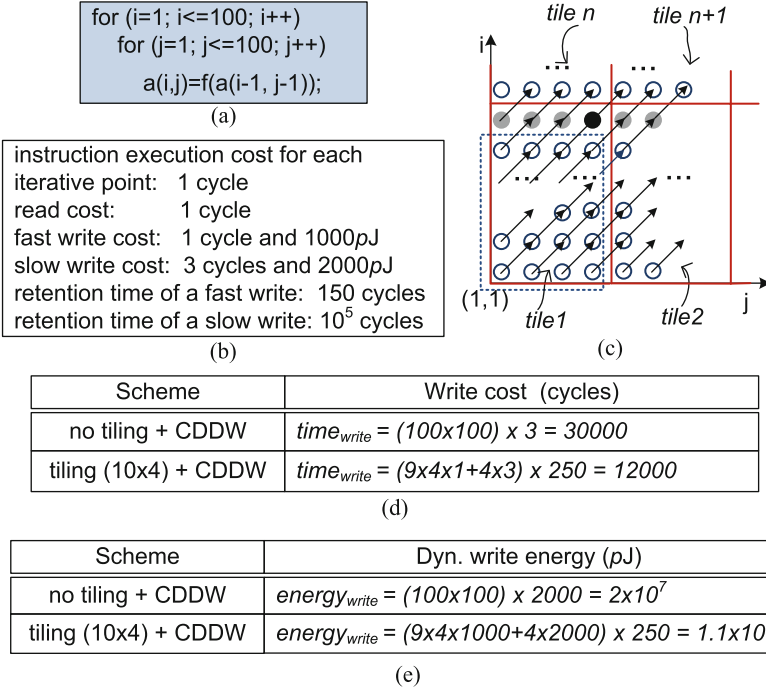 for (i=1; i<=100; i++)
for (j=1; j<=100; j++)
a(i,j)=f(a(i-1, j-1));
(a)
instruction execution cost for each
iterative point: 1 cycle
read cost: 1 cycle
fast write cost: 1 cycle and 1000pJ
slow write cost: 3 cycles and 2000pJ
retention time of a fast write: 150 cycles
retention time of a slow write: 10^5 cycles
(b)
tile n
tile n+1
i
...
...
... ... ...
(1,1)
j
tile1
tile2
(c)
Scheme Write cost (cycles)
no tiling + CDDW time_write = (100x100) x 3 = 30000
tiling (10x4) + CDDW time_write = (9x4x1+4x3) x 250 = 12000
(d)
Scheme Dyn. write energy (pJ)
no tiling + CDDW energy_write = (100x100) x 2000 = 2x10^7
tiling (10x4) + CDDW energy_write = (9x4x1000+4x2000) x 250 = 1.1x10
(e)